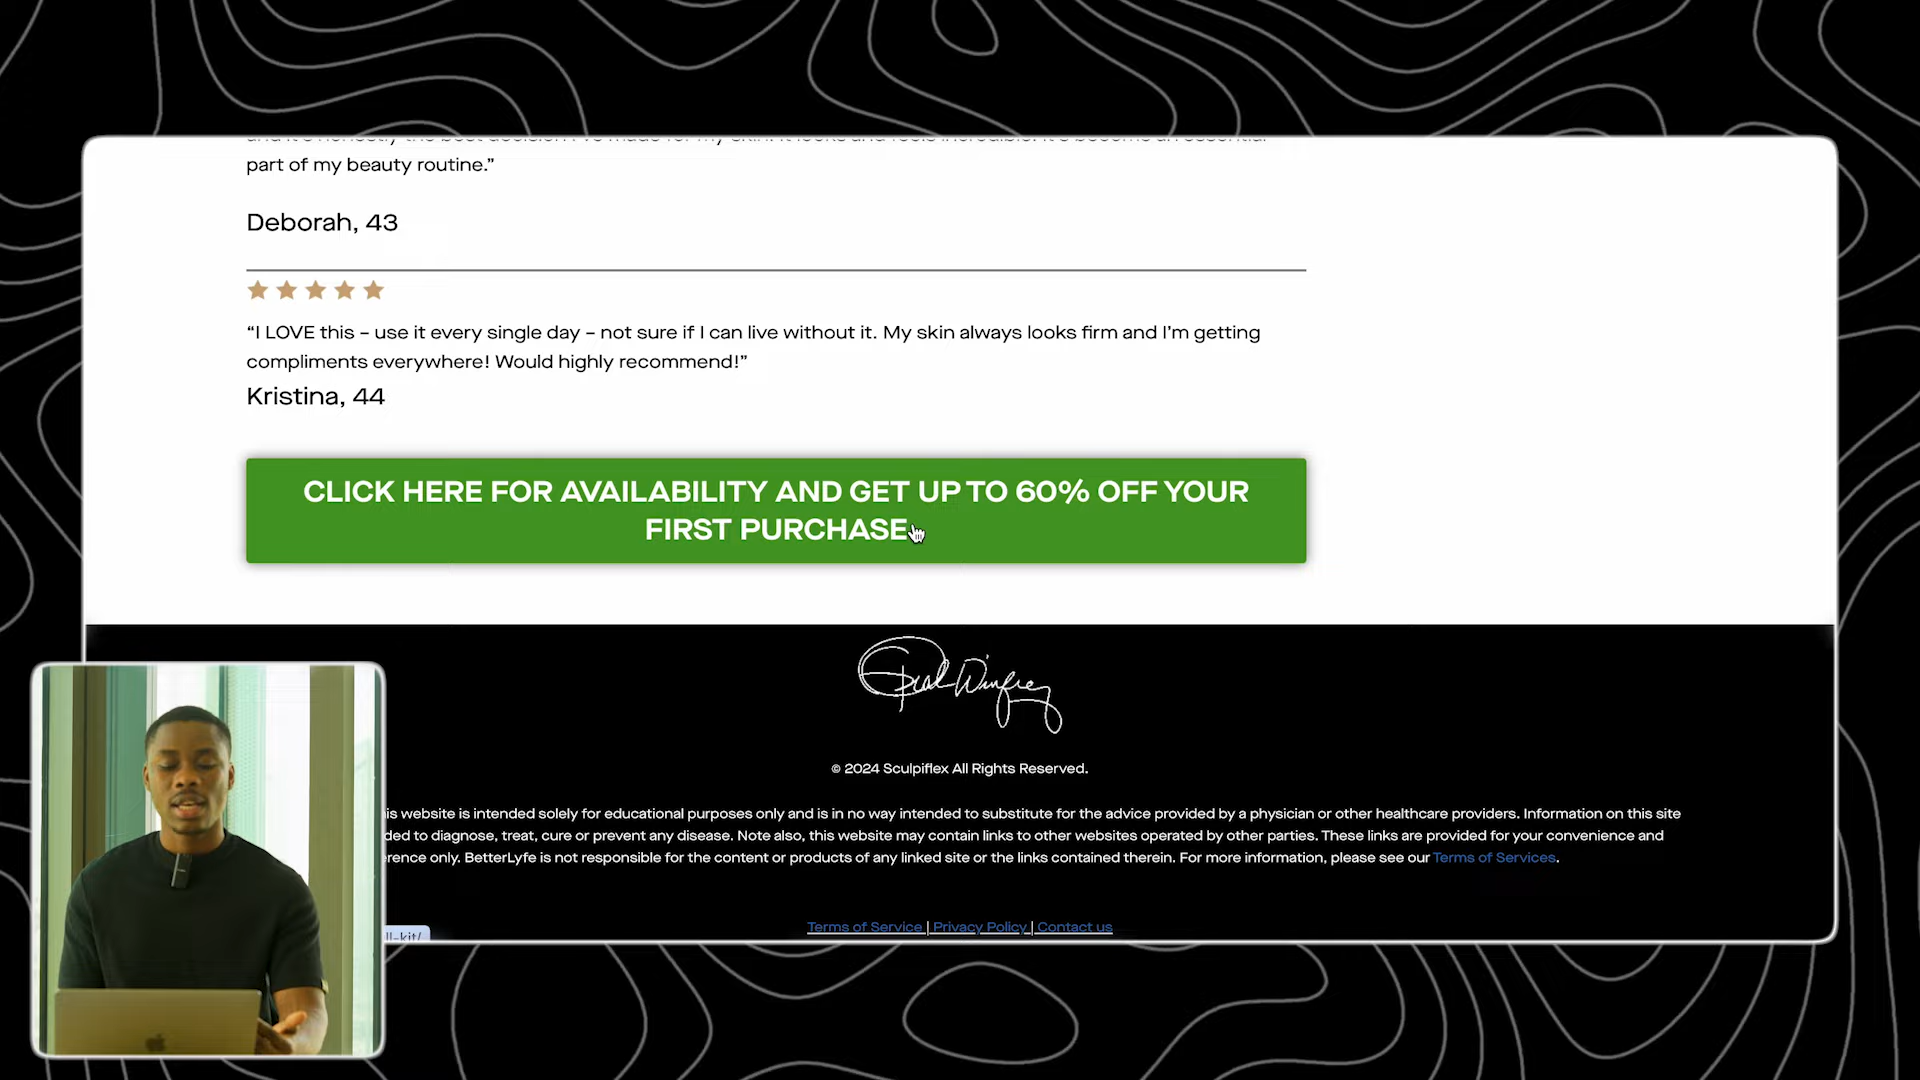 part of my beauty routine.”
Deborah, 43
“I LOVE this – use it every single day – not sure if I can live without it. My skin always looks firm and I’m getting
compliments everywhere! Would highly recommend!”
Kristina, 44
CLICK HERE FOR AVAILABILITY AND GET UP TO 60% OFF YOUR
FIRST PURCHASE
© 2024 Sculpiflex All Rights Reserved.
website is intended solely for educational purposes only and is in no way intended to substitute for the advice provided by a physician or other healthcare providers. Information on this site
to diagnose, treat, cure or prevent any disease. Note also, this website may contain links to other websites operated by other parties. These links are provided for your convenience and
only. BetterLyfe is not responsible for the content or products of any linked site or the links contained therein. For more information, please see our Terms of Services.
Terms of Service | Privacy Policy | Contact us